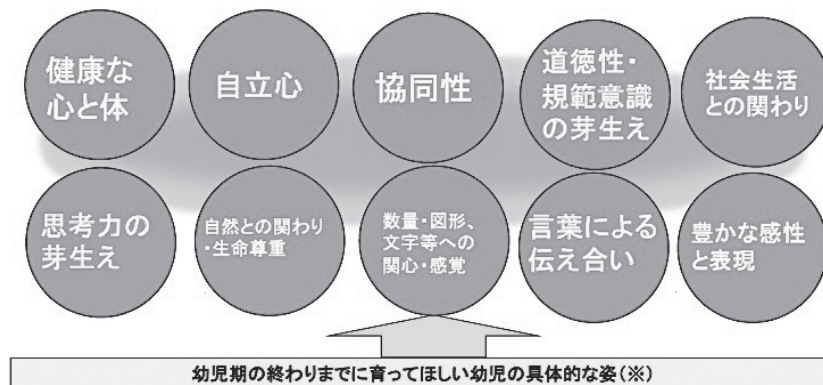 健康な
心と体
自立心
協同性
道徳性・
規範意識
の芽生え
社会生活
との関わり
思考力の
芽生え
自然との関わり
・生命尊重
数量・図形、
文字等への
関心・感覚
言葉による
伝え合い
豊かな感性
と表現
幼児期の終わりまでに育ってほしい幼児の具体的な姿(※)